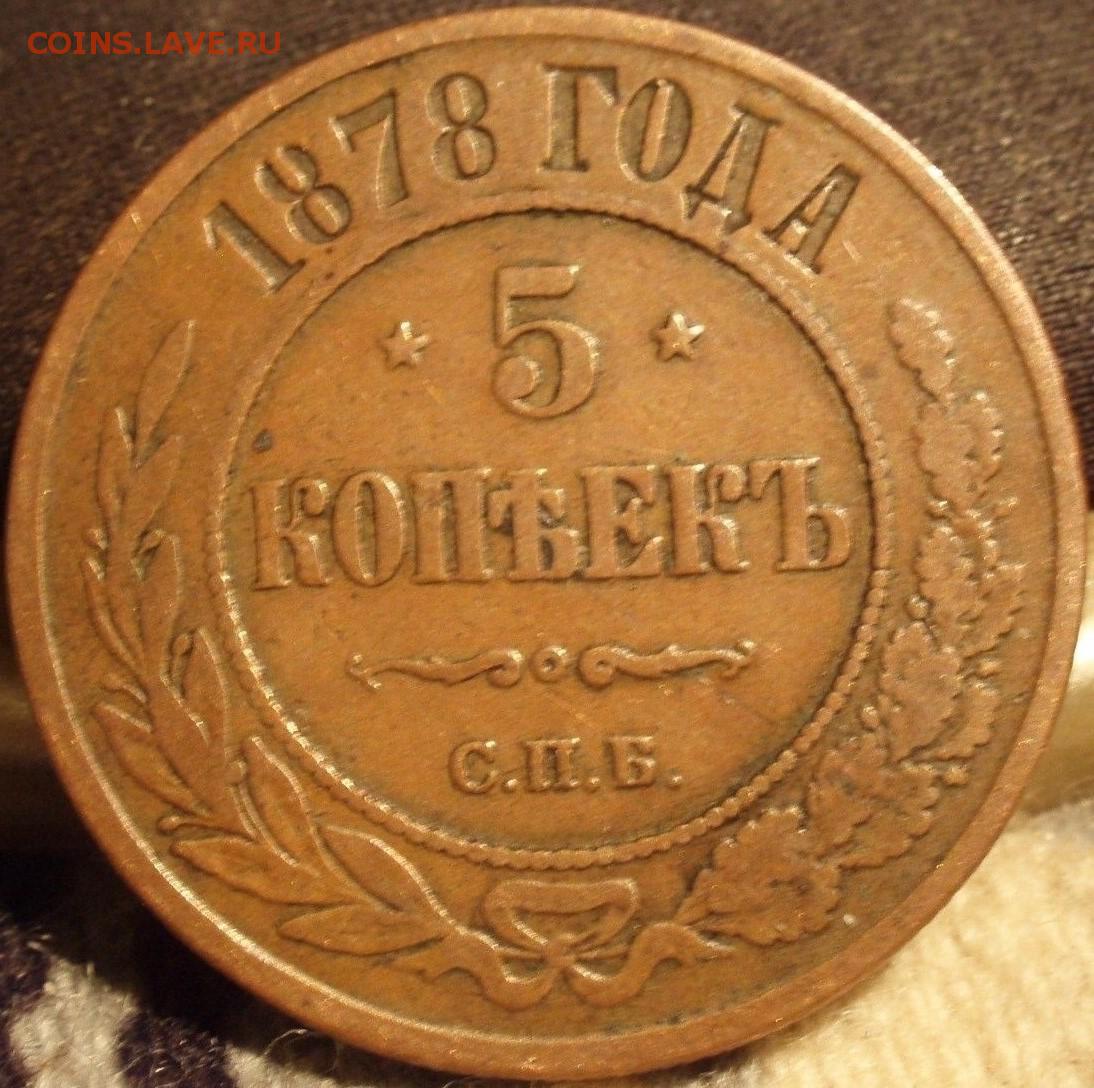 COINS.LAVE.RU
1878 ГОДА
5
КОПѢЕКЪ
С.П.Б.